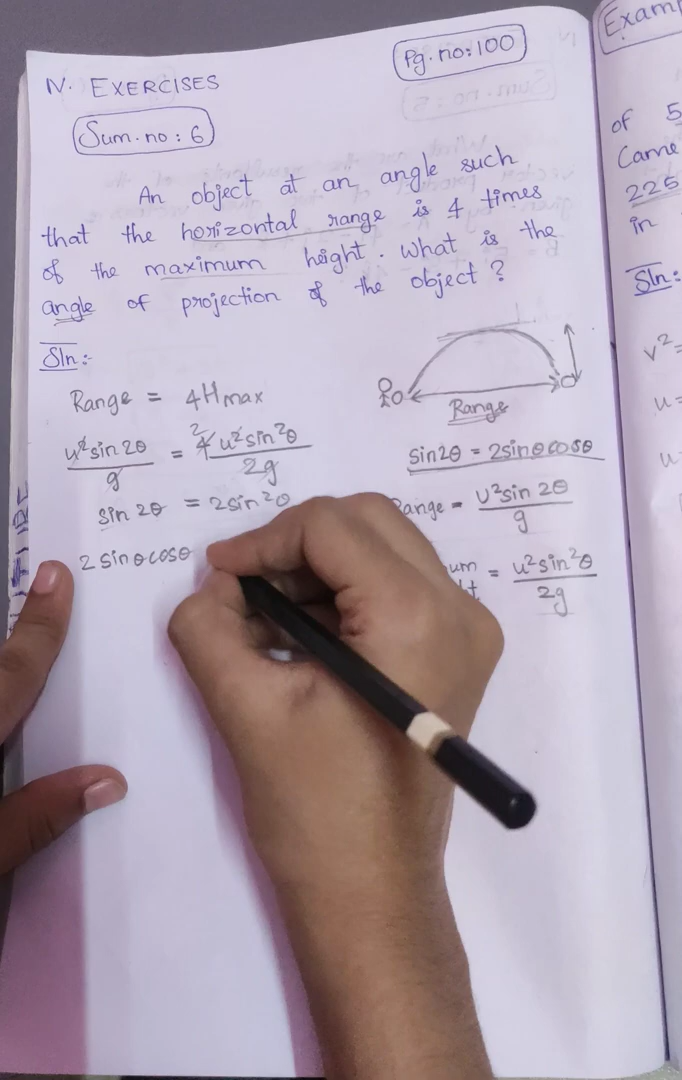 Pg. no: 100
IV. EXERCISES
Sum. no : 6
An object at an angle such
that the horizontal range is 4 times
of the maximum height. What is the
angle of projection of the object ?
Sln:-
Range = 4Hmax
Range
u²sin 2θ / g = 4 u²sin²θ / 2g
2
sin2θ = 2sinθcosθ
sin 2θ = 2sin²θ
Range = U²sin 2θ / g
2 sinθcosθ
= u²sin²θ / 2g
of 5
225
in
Sln:
v²=
u=